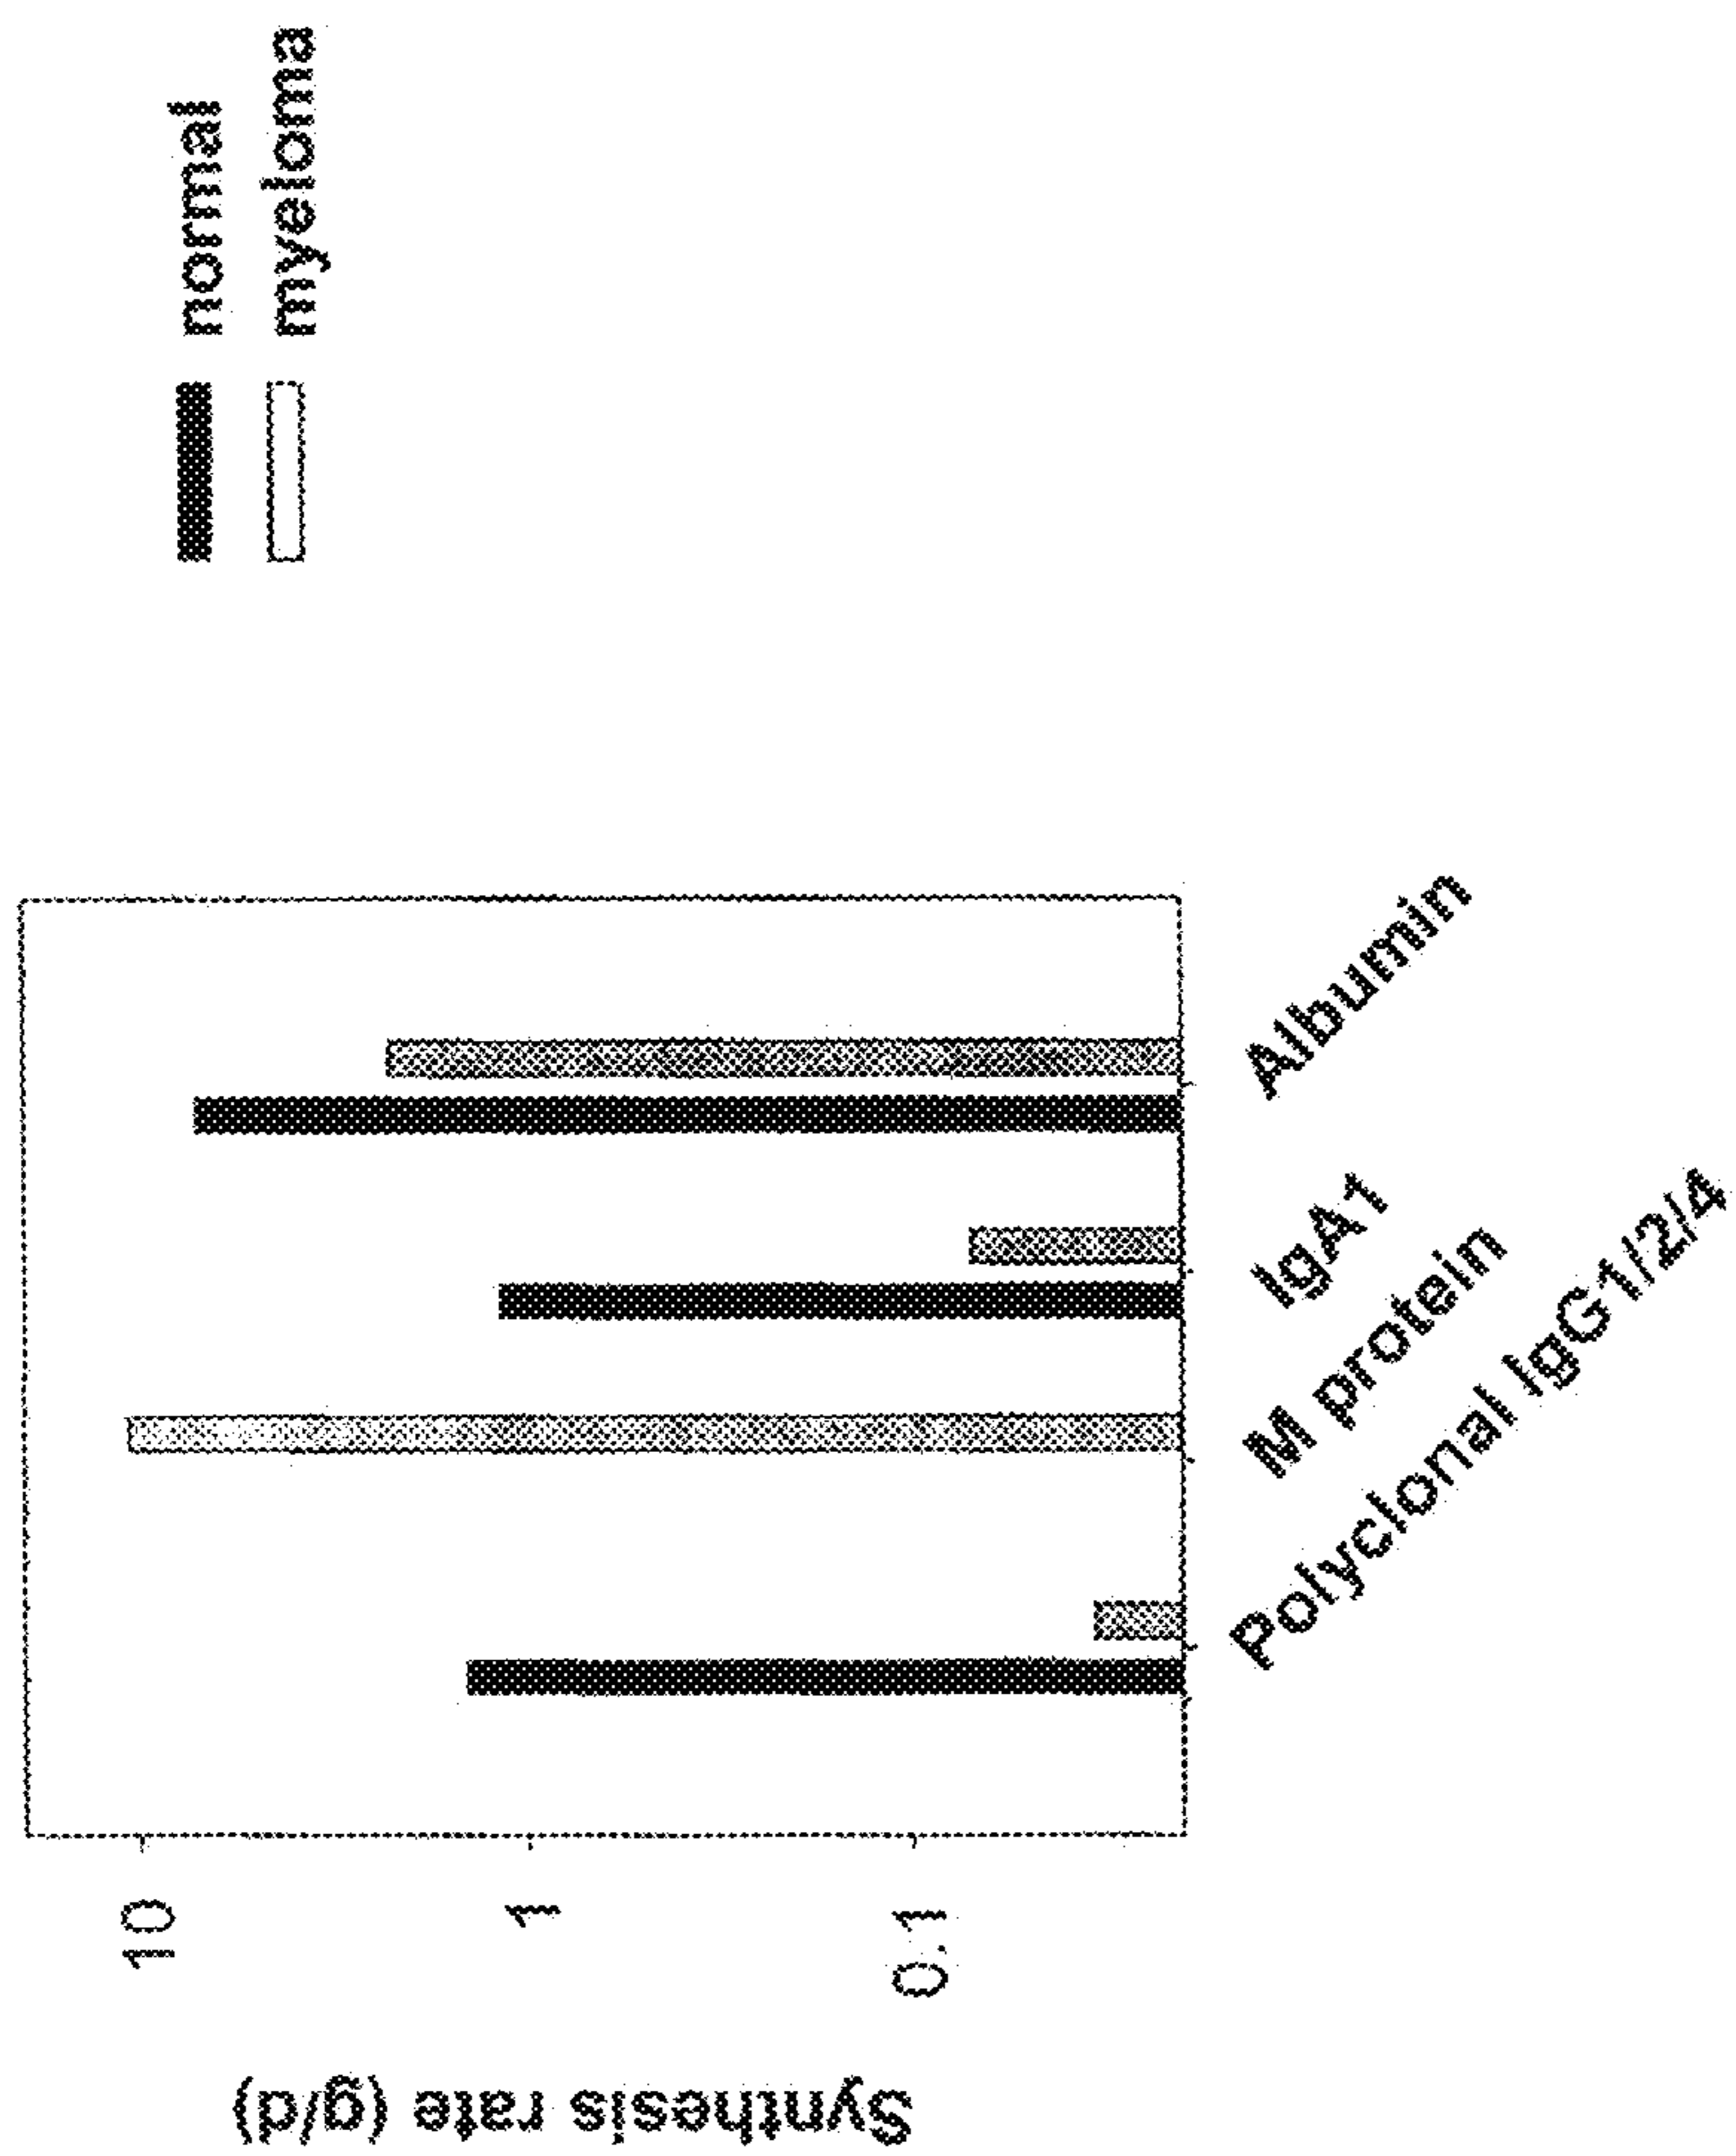 normal
myeloma
Synthesis rate (g/d)
10
1
0.1
Polyclonal IgG1/2/4
M protein
IgA1
Albumin